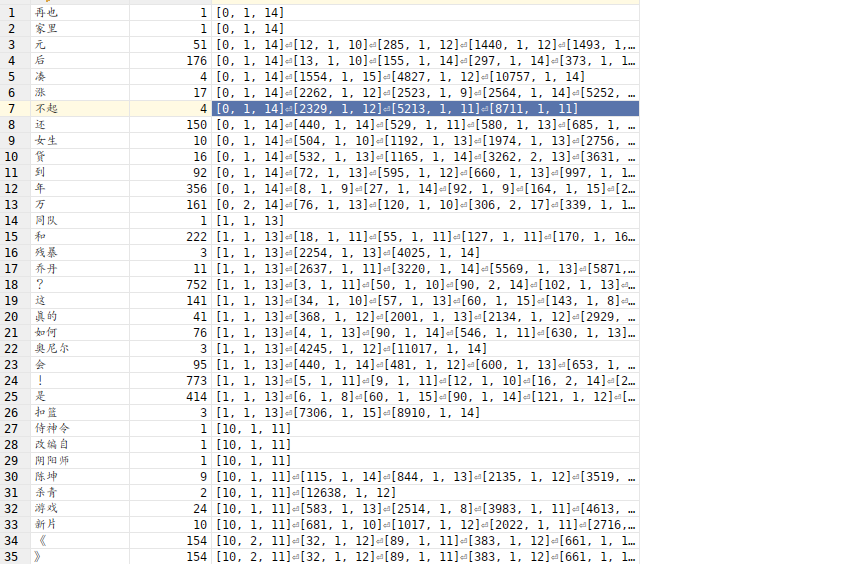 1 再也 1 [0, 1, 14]
2 家里 1 [0, 1, 14]
3 元 51 [0, 1, 14]⏎[12, 1, 10]⏎[285, 1, 12]⏎[1440, 1, 12]⏎[1493, 1,…
4 后 176 [0, 1, 14]⏎[13, 1, 10]⏎[155, 1, 14]⏎[297, 1, 14]⏎[373, 1, 1…
5 凑 4 [0, 1, 14]⏎[1554, 1, 15]⏎[4827, 1, 12]⏎[10757, 1, 14]
6 涨 17 [0, 1, 14]⏎[2262, 1, 12]⏎[2523, 1, 9]⏎[2564, 1, 14]⏎[5252, …
7 不起 4 [0, 1, 14]⏎[2329, 1, 12]⏎[5213, 1, 11]⏎[8711, 1, 11]
8 还 150 [0, 1, 14]⏎[440, 1, 14]⏎[529, 1, 11]⏎[580, 1, 13]⏎[685, 1, …
9 女生 10 [0, 1, 14]⏎[504, 1, 10]⏎[1192, 1, 13]⏎[1974, 1, 13]⏎[2756, …
10 贷 16 [0, 1, 14]⏎[532, 1, 13]⏎[1165, 1, 14]⏎[3262, 2, 13]⏎[3631, …
11 到 92 [0, 1, 14]⏎[72, 1, 13]⏎[595, 1, 12]⏎[660, 1, 13]⏎[997, 1, 1…
12 年 356 [0, 1, 14]⏎[8, 1, 9]⏎[27, 1, 14]⏎[92, 1, 9]⏎[164, 1, 15]⏎[2…
13 万 161 [0, 2, 14]⏎[76, 1, 13]⏎[120, 1, 10]⏎[306, 2, 17]⏎[339, 1, 1…
14 同队 1 [1, 1, 13]
15 和 222 [1, 1, 13]⏎[18, 1, 11]⏎[55, 1, 11]⏎[127, 1, 11]⏎[170, 1, 16…
16 残暴 3 [1, 1, 13]⏎[2254, 1, 13]⏎[4025, 1, 14]
17 乔丹 11 [1, 1, 13]⏎[2637, 1, 11]⏎[3220, 1, 14]⏎[5569, 1, 13]⏎[5871,…
18 ？ 752 [1, 1, 13]⏎[3, 1, 11]⏎[50, 1, 10]⏎[90, 2, 14]⏎[102, 1, 13]⏎…
19 这 141 [1, 1, 13]⏎[34, 1, 10]⏎[57, 1, 13]⏎[60, 1, 15]⏎[143, 1, 8]⏎…
20 真的 41 [1, 1, 13]⏎[368, 1, 12]⏎[2001, 1, 13]⏎[2134, 1, 12]⏎[2929, …
21 如何 76 [1, 1, 13]⏎[4, 1, 13]⏎[90, 1, 14]⏎[546, 1, 11]⏎[630, 1, 13]…
22 奥尼尔 3 [1, 1, 13]⏎[4245, 1, 12]⏎[11017, 1, 14]
23 会 95 [1, 1, 13]⏎[440, 1, 14]⏎[481, 1, 12]⏎[600, 1, 13]⏎[653, 1, …
24 ！ 773 [1, 1, 13]⏎[5, 1, 11]⏎[9, 1, 11]⏎[12, 1, 10]⏎[16, 2, 14]⏎[2…
25 是 414 [1, 1, 13]⏎[6, 1, 8]⏎[60, 1, 15]⏎[90, 1, 14]⏎[121, 1, 12]⏎[…
26 扣篮 3 [1, 1, 13]⏎[7306, 1, 15]⏎[8910, 1, 14]
27 侍神令 1 [10, 1, 11]
28 改编自 1 [10, 1, 11]
29 阴阳师 1 [10, 1, 11]
30 陈坤 9 [10, 1, 11]⏎[115, 1, 14]⏎[844, 1, 13]⏎[2135, 1, 12]⏎[3519, …
31 杀青 2 [10, 1, 11]⏎[12638, 1, 12]
32 游戏 24 [10, 1, 11]⏎[583, 1, 13]⏎[2514, 1, 8]⏎[3983, 1, 11]⏎[4613, …
33 新片 10 [10, 1, 11]⏎[681, 1, 10]⏎[1017, 1, 12]⏎[2022, 1, 11]⏎[2716,…
34 《 154 [10, 2, 11]⏎[32, 1, 12]⏎[89, 1, 11]⏎[383, 1, 12]⏎[661, 1, 1…
35 》 154 [10, 2, 11]⏎[32, 1, 12]⏎[89, 1, 11]⏎[383, 1, 12]⏎[661, 1, 1…